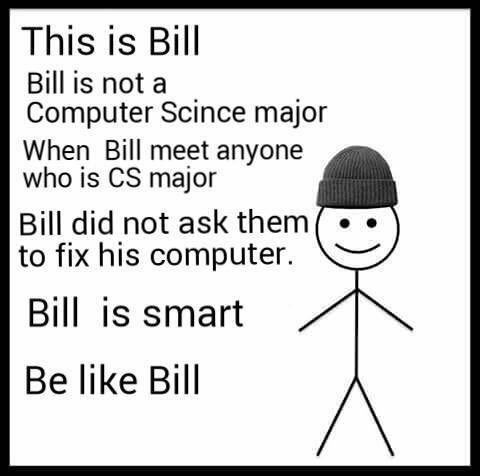 This is Bill
Bill is not a
Computer Scince major
When Bill meet anyone
who is CS major
Bill did not ask them
to fix his computer.
Bill is smart
Be like Bill